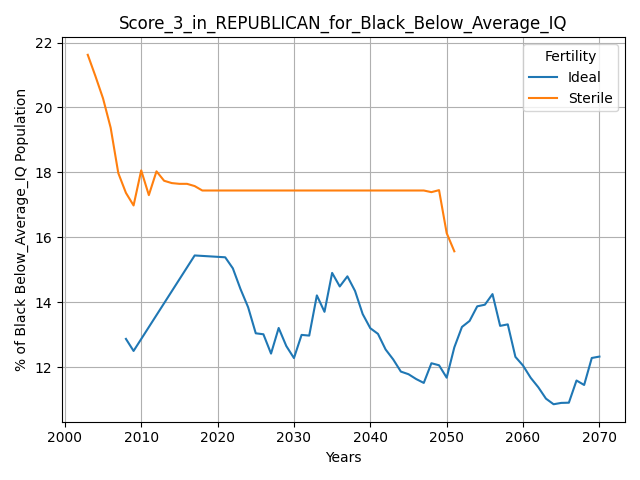 Score_3_in_REPUBLICAN_for_Black_Below_Average_IQ
22
20
18
16
14
12
% of Black Below_Average_IQ Population
Fertility
Ideal
Sterile
2000 2010 2020 2030 2040 2050 2060 2070
Years